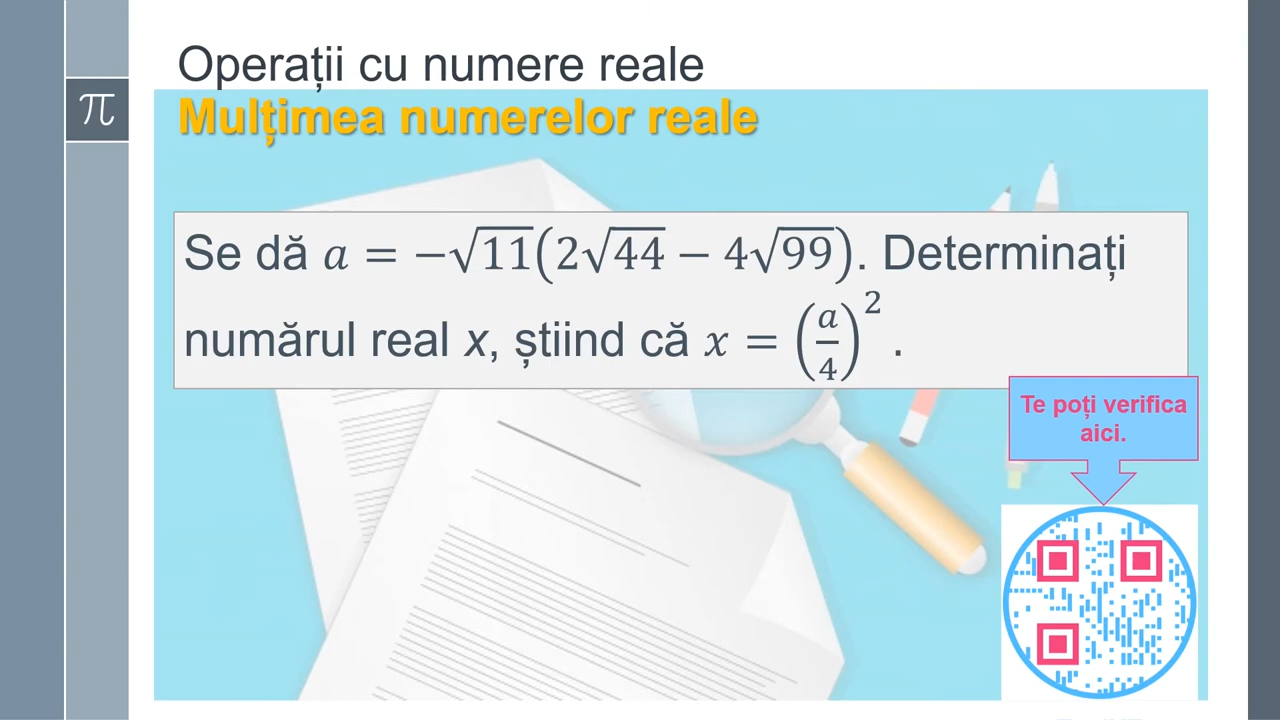 π
Operații cu numere reale
Mulțimea numerelor reale
Se dă a = −√11(2√44 − 4√99). Determinați
numărul real x, știind că x = (a/4)² .
Te poți verifica
aici.